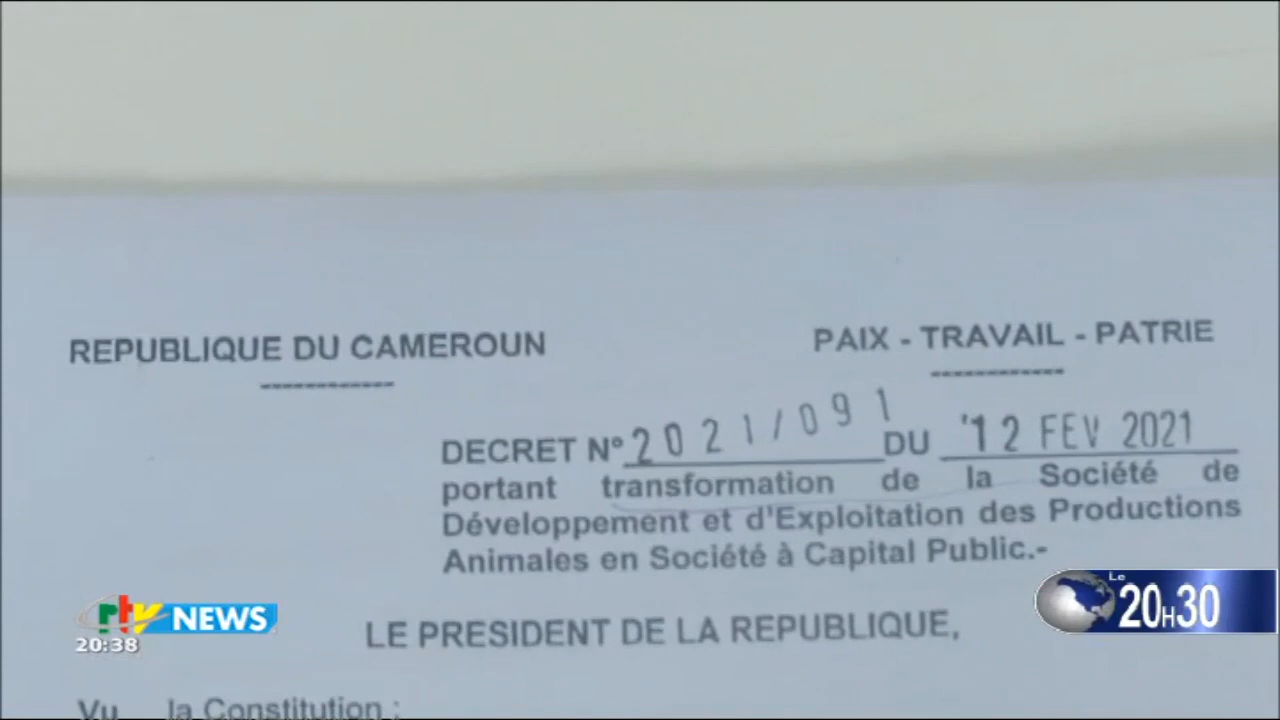 REPUBLIQUE DU CAMEROUN
PAIX - TRAVAIL - PATRIE
DECRET N° 2021/091 DU 12 FEV 2021
portant transformation de la Société de
Développement et d'Exploitation des Productions
Animales en Société à Capital Public.-
LE PRESIDENT DE LA REPUBLIQUE,
Vu la Constitution ;
rtv NEWS
20:38
Le
20H30